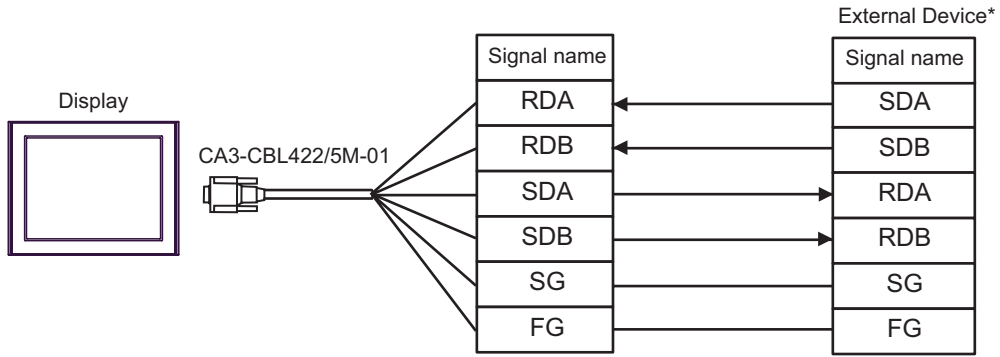 External Device*
Signal name Signal name
Display
RDA SDA
RDB SDB
CA3-CBL422/5M-01
SDA RDA
SDB RDB
SG SG
FG FG